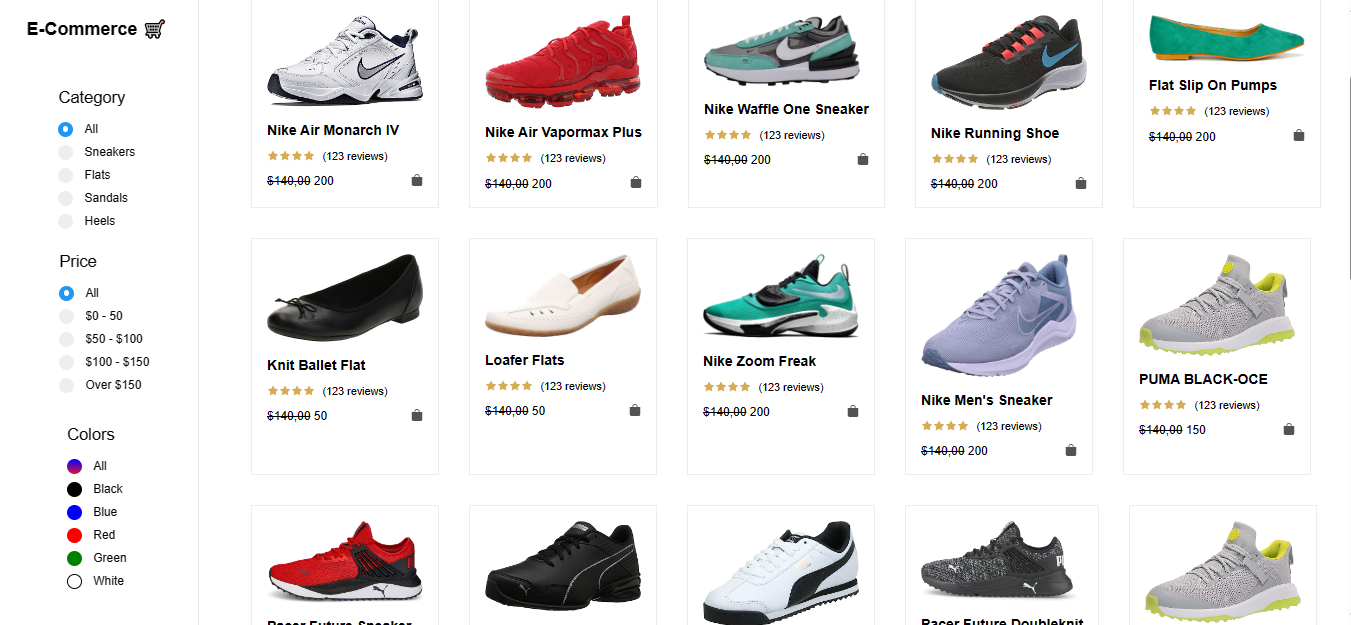 E-Commerce
Category
All
Sneakers
Flats
Sandals
Heels
Price
All
$0 - 50
$50 - $100
$100 - $150
Over $150
Colors
All
Black
Blue
Red
Green
White
Nike Air Monarch IV
(123 reviews)
$140,00 200
Nike Air Vapormax Plus
(123 reviews)
$140,00 200
Nike Waffle One Sneaker
(123 reviews)
$140,00 200
Nike Running Shoe
(123 reviews)
$140,00 200
Flat Slip On Pumps
(123 reviews)
$140,00 200
Knit Ballet Flat
(123 reviews)
$140,00 50
Loafer Flats
(123 reviews)
$140,00 50
Nike Zoom Freak
(123 reviews)
$140,00 200
Nike Men's Sneaker
(123 reviews)
$140,00 200
PUMA BLACK-OCE
(123 reviews)
$140,00 150
Racer Future Sneaker
Racer Future Doubleknit